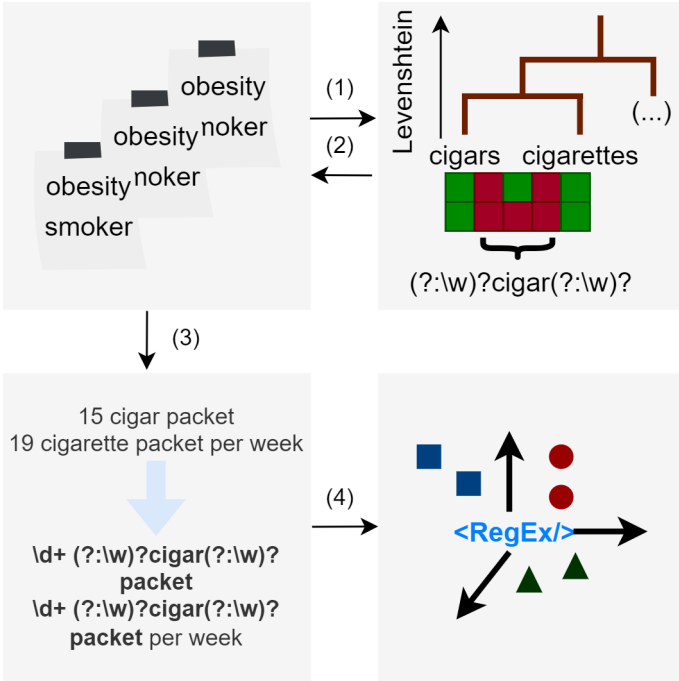 obesity
noker
obesity
noker
obesity
smoker
(1)
(2)
Levenshtein
(...)
cigars cigarettes
(?:\w)?cigar(?:\w)?
(3)
15 cigar packet
19 cigarette packet per week
\d+ (?:\w)?cigar(?:\w)?
packet
\d+ (?:\w)?cigar(?:\w)?
packet per week
(4)
<RegEx/>